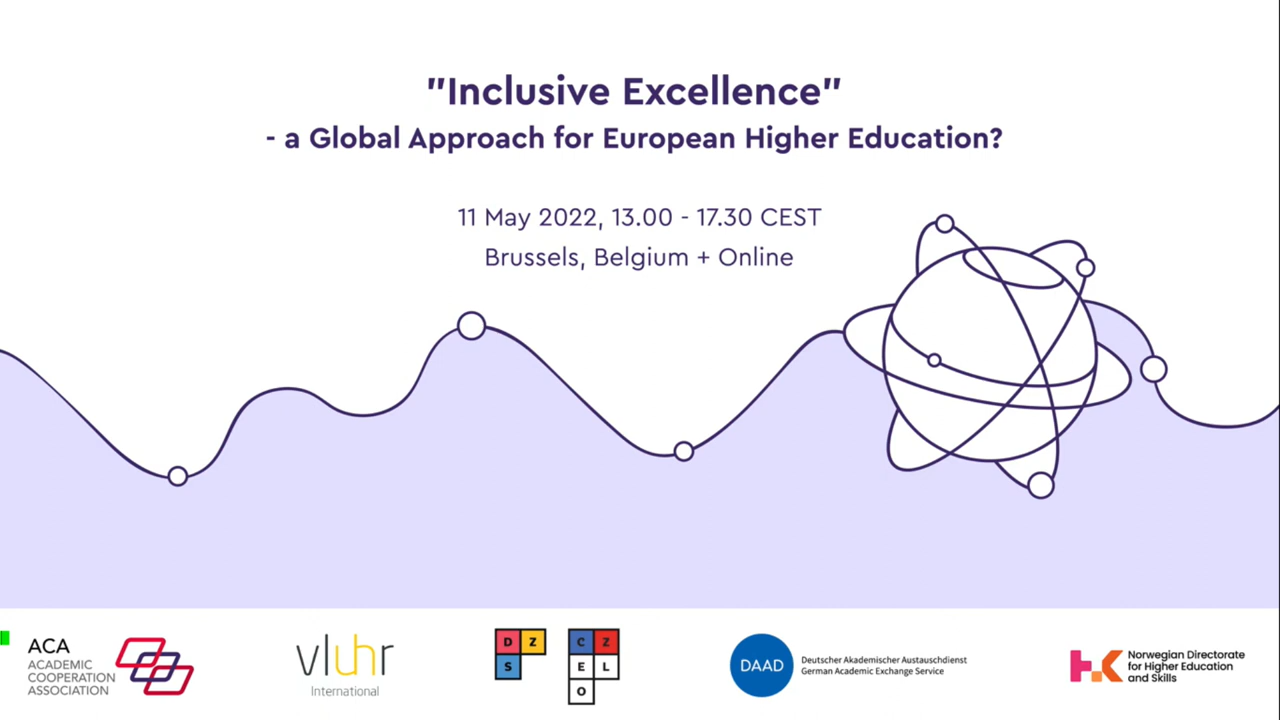 "Inclusive Excellence"
- a Global Approach for European Higher Education?
11 May 2022, 13.00 - 17.30 CEST
Brussels, Belgium + Online
ACA
ACADEMIC
COOPERATION
ASSOCIATION
vluhr
International
D Z
S
C Z
E L
O
DAAD
Deutscher Akademischer Austauschdienst
German Academic Exchange Service
HK
Norwegian Directorate
for Higher Education
and Skills